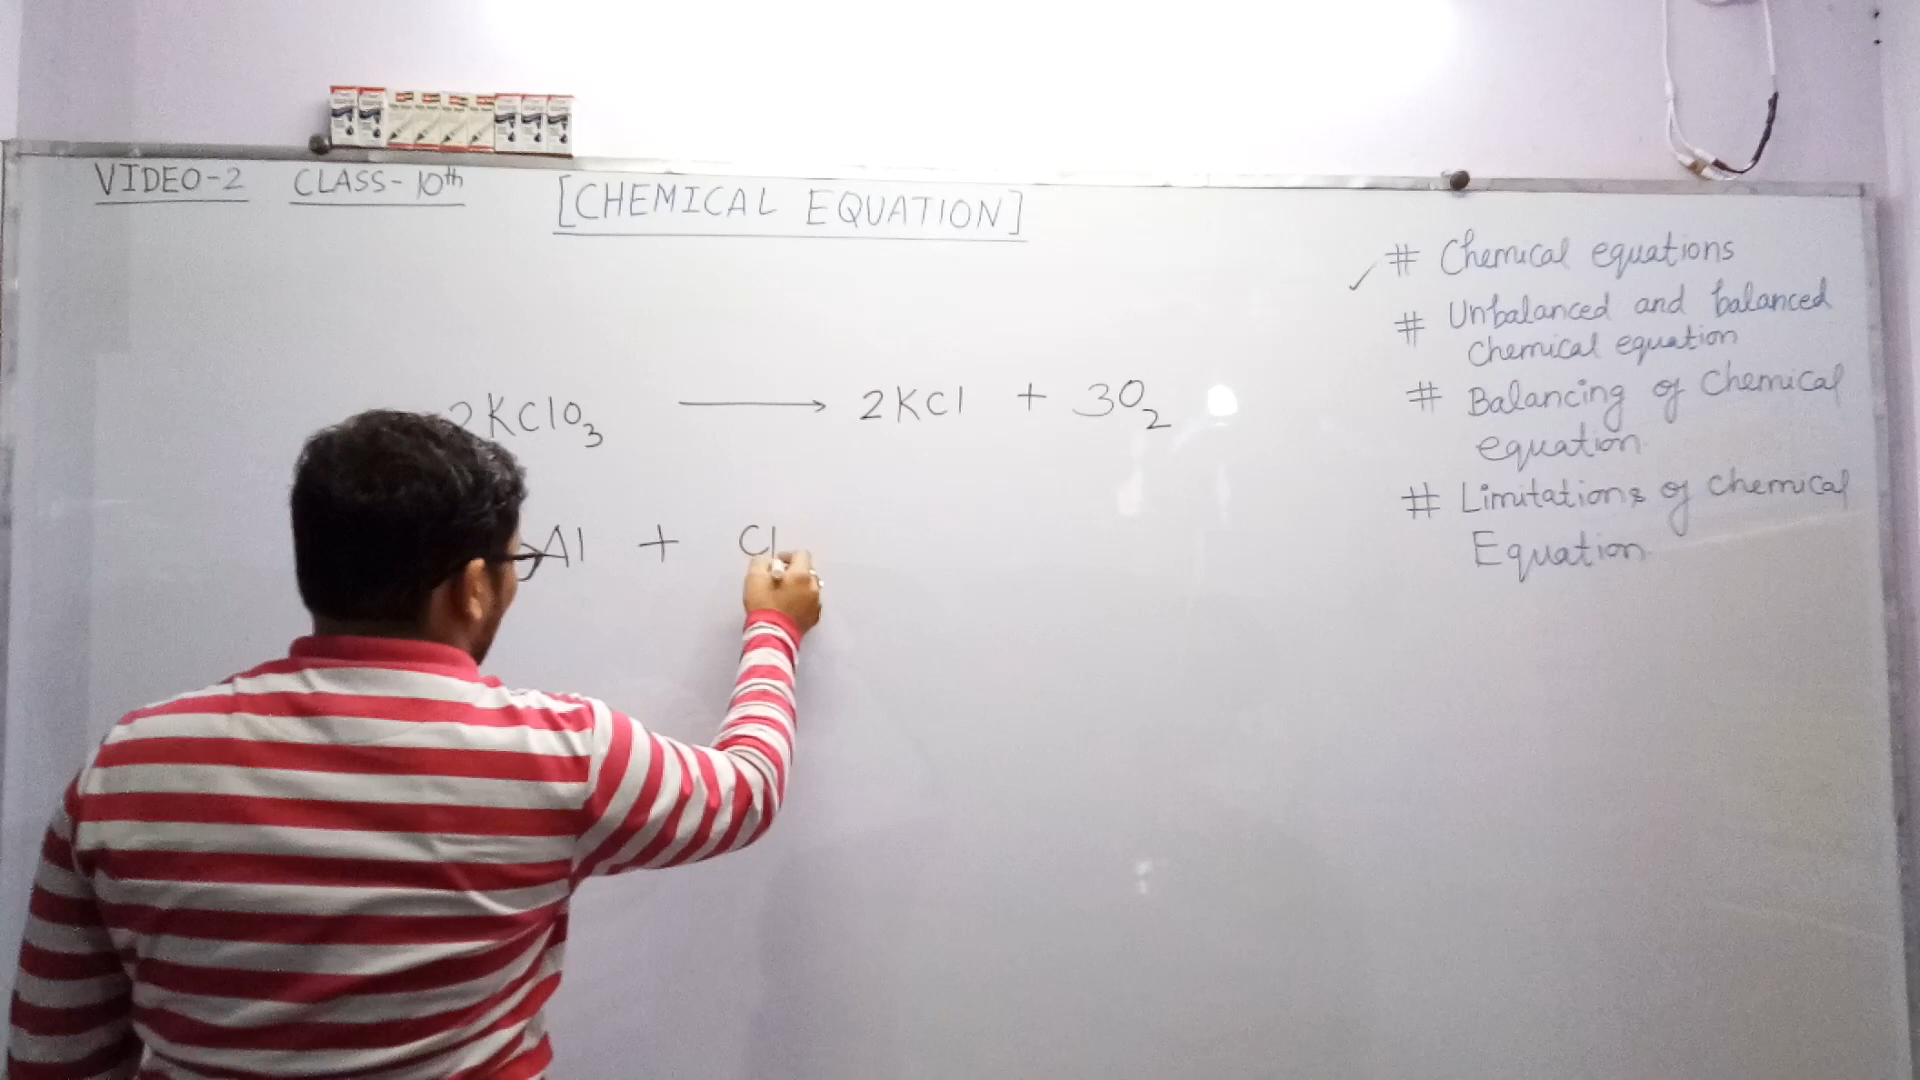 VIDEO-2 CLASS-10th [CHEMICAL EQUATION]
# Chemical equations
# Unbalanced and balanced
chemical equation
# Balancing of chemical
equation
# Limitations of chemical
Equation
2KClO3 → 2KCl + 3O2
Al + Cl